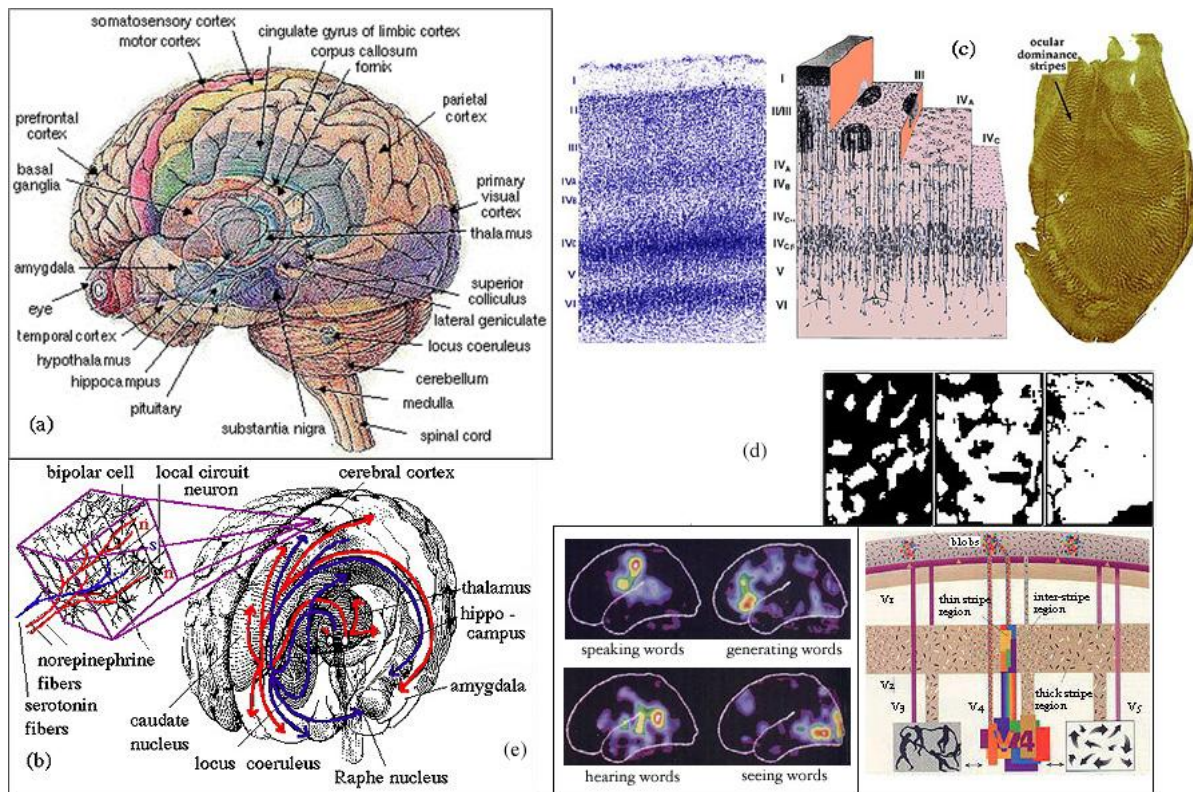 somatosensory cortex
motor cortex
cingulate gyrus of limbic cortex
corpus callosum
fornix
parietal
cortex
prefrontal
cortex
basal
ganglia
primary
visual
cortex
thalamus
amygdala
eye
superior
colliculus
lateral geniculate
temporal cortex
locus coeruleus
hypothalamus
hippocampus
cerebellum
pituitary
medulla
substantia nigra
spinal cord
(a)
bipolar cell
local circuit
neuron
cerebral cortex
n
s
n
thalamus
hippo -
campus
norepinephrine
fibers
serotonin
fibers
amygdala
caudate
nucleus
locus coeruleus
Raphe nucleus
(b)
(e)
(c)
I
II
III
IVB
IVC
V
VI
I
II/III
IVA
IVB
V
VI
III
IVA
IVC
ocular
dominance
stripes
(d)
speaking words
generating words
hearing words
seeing words
blobs
V1
thin stripe
region
inter-stripe
region
V2
thick stripe
region
V3
V4
V5
V4